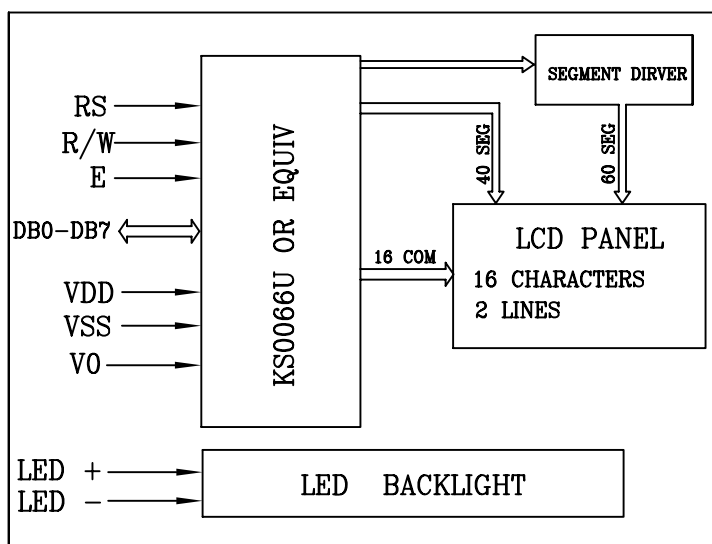 RS
R/W
E
DB0-DB7
VDD
VSS
V0
KS0066U OR EQUIV
SEGMENT DIRVER
40 SEG
60 SEG
16 COM
LCD PANEL
16 CHARACTERS
2 LINES
LED +
LED -
LED BACKLIGHT